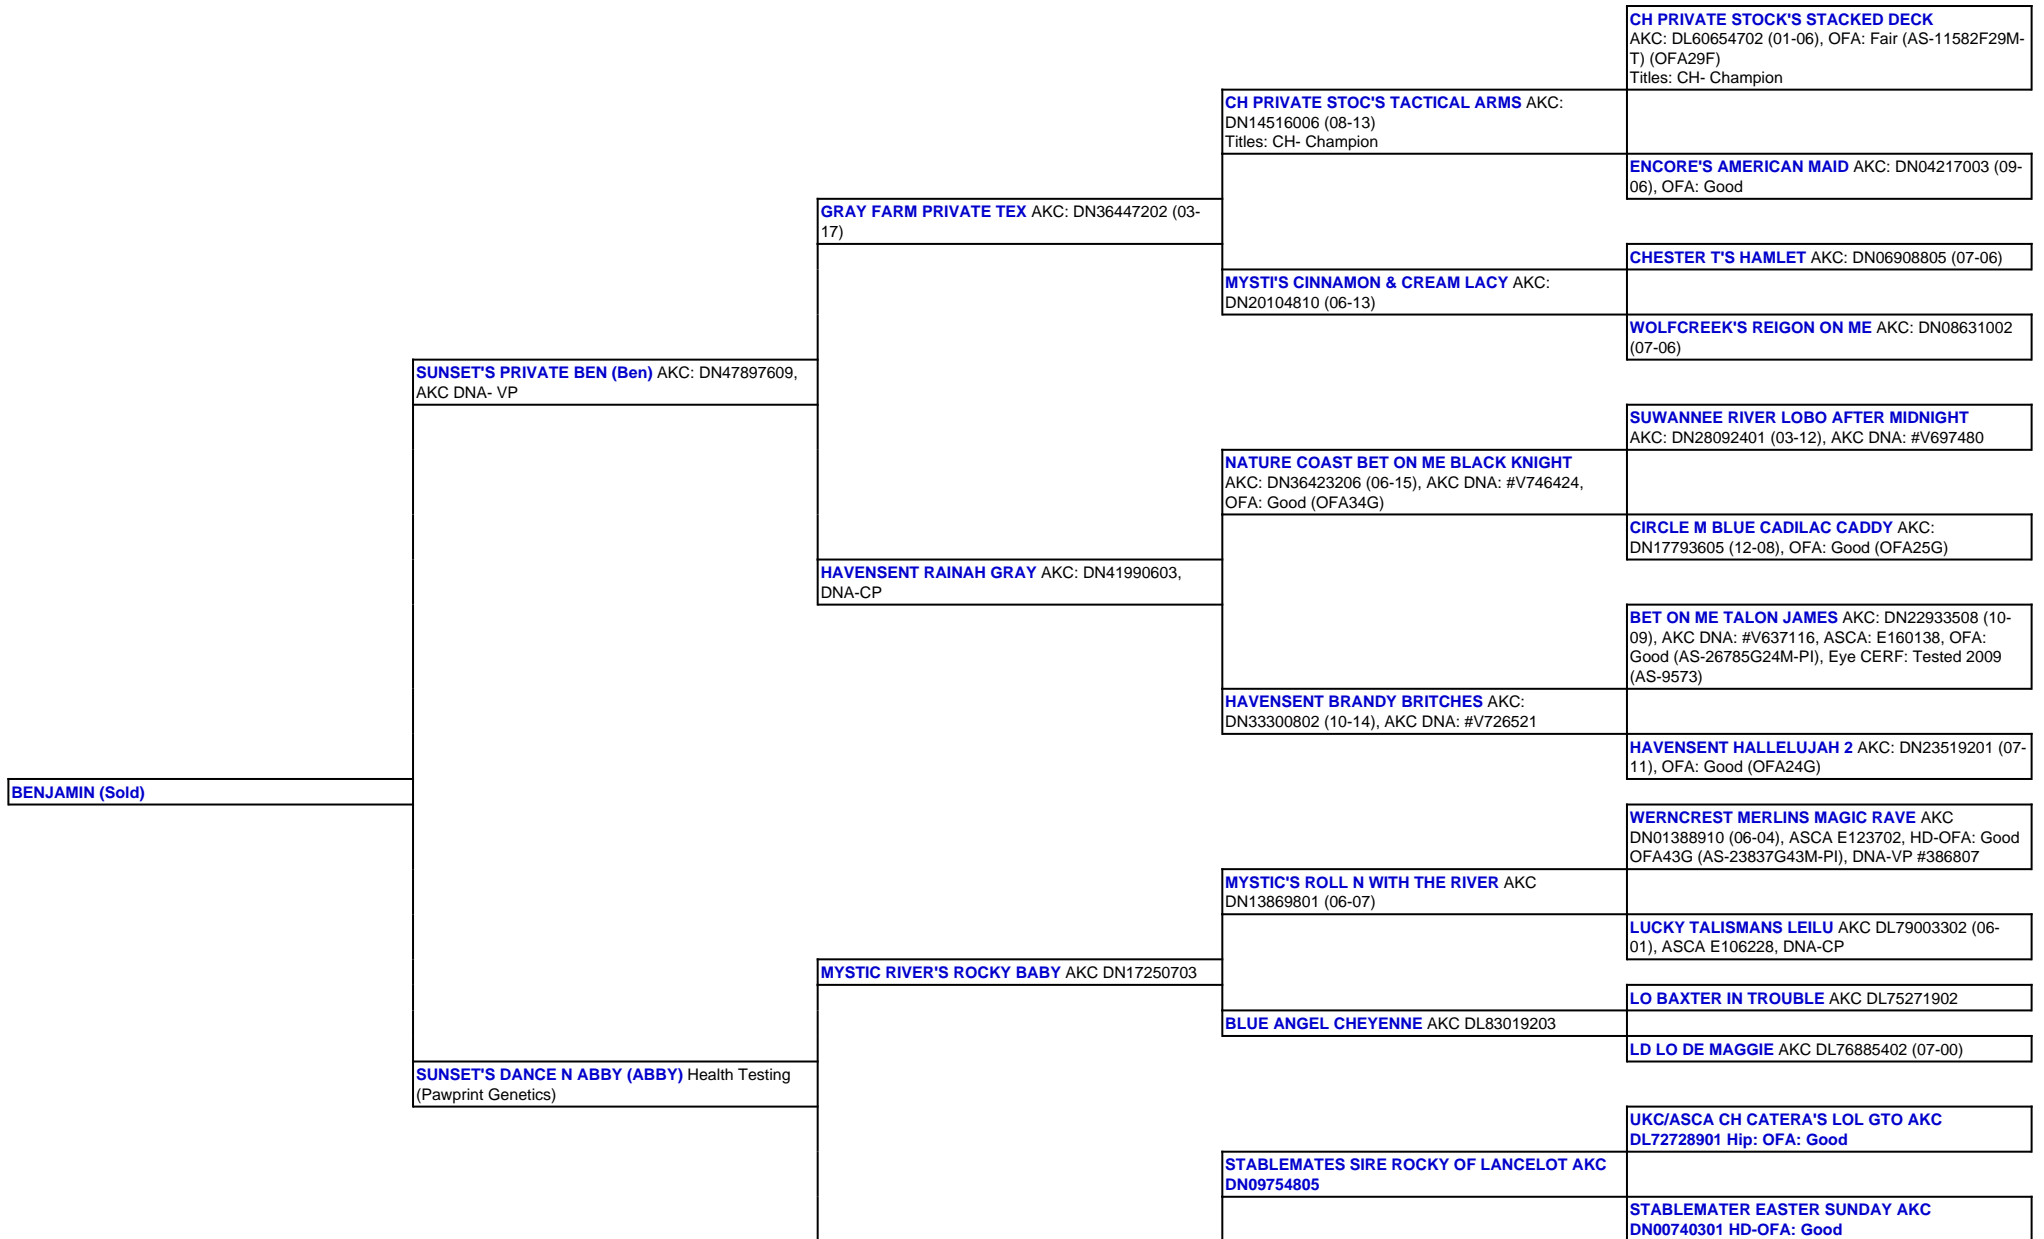 CH PRIVATE STOCK'S STACKED DECK
AKC: DL60654702 (01-06), OFA: Fair (AS-11582F29M-
T) (OFA29F)
Titles: CH- Champion
CH PRIVATE STOC'S TACTICAL ARMS AKC:
DN14516006 (08-13)
Titles: CH- Champion
ENCORE'S AMERICAN MAID AKC: DN04217003 (09-
06), OFA: Good
GRAY FARM PRIVATE TEX AKC: DN36447202 (03-
17)
CHESTER T'S HAMLET AKC: DN06908805 (07-06)
MYSTI'S CINNAMON & CREAM LACY AKC:
DN20104810 (06-13)
WOLFCREEK'S REIGON ON ME AKC: DN08631002
(07-06)
SUNSET'S PRIVATE BEN (Ben) AKC: DN47897609,
AKC DNA- VP
SUWANNEE RIVER LOBO AFTER MIDNIGHT
AKC: DN28092401 (03-12), AKC DNA: #V697480
NATURE COAST BET ON ME BLACK KNIGHT
AKC: DN36423206 (06-15), AKC DNA: #V746424,
OFA: Good (OFA34G)
CIRCLE M BLUE CADILAC CADDY AKC:
DN17793605 (12-08), OFA: Good (OFA25G)
HAVENSENT RAINAH GRAY AKC: DN41990603,
DNA-CP
BET ON ME TALON JAMES AKC: DN22933508 (10-
09), AKC DNA: #V637116, ASCA: E160138, OFA:
Good (AS-26785G24M-PI), Eye CERF: Tested 2009
(AS-9573)
HAVENSENT BRANDY BRITCHES AKC:
DN33300802 (10-14), AKC DNA: #V726521
HAVENSENT HALLELUJAH 2 AKC: DN23519201 (07-
11), OFA: Good (OFA24G)
BENJAMIN (Sold)
WERNCREST MERLINS MAGIC RAVE AKC
DN01388910 (06-04), ASCA E123702, HD-OFA: Good
OFA43G (AS-23837G43M-PI), DNA-VP #386807
MYSTIC'S ROLL N WITH THE RIVER AKC
DN13869801 (06-07)
LUCKY TALISMANS LEILU AKC DL79003302 (06-
01), ASCA E106228, DNA-CP
MYSTIC RIVER'S ROCKY BABY AKC DN17250703
LO BAXTER IN TROUBLE AKC DL75271902
BLUE ANGEL CHEYENNE AKC DL83019203
LD LO DE MAGGIE AKC DL76885402 (07-00)
SUNSET'S DANCE N ABBY (ABBY) Health Testing
(Pawprint Genetics)
UKC/ASCA CH CATERA'S LOL GTO AKC
DL72728901 Hip: OFA: Good
STABLEMATES SIRE ROCKY OF LANCELOT AKC
DN09754805
STABLEMATER EASTER SUNDAY AKC
DN00740301 HD-OFA: Good